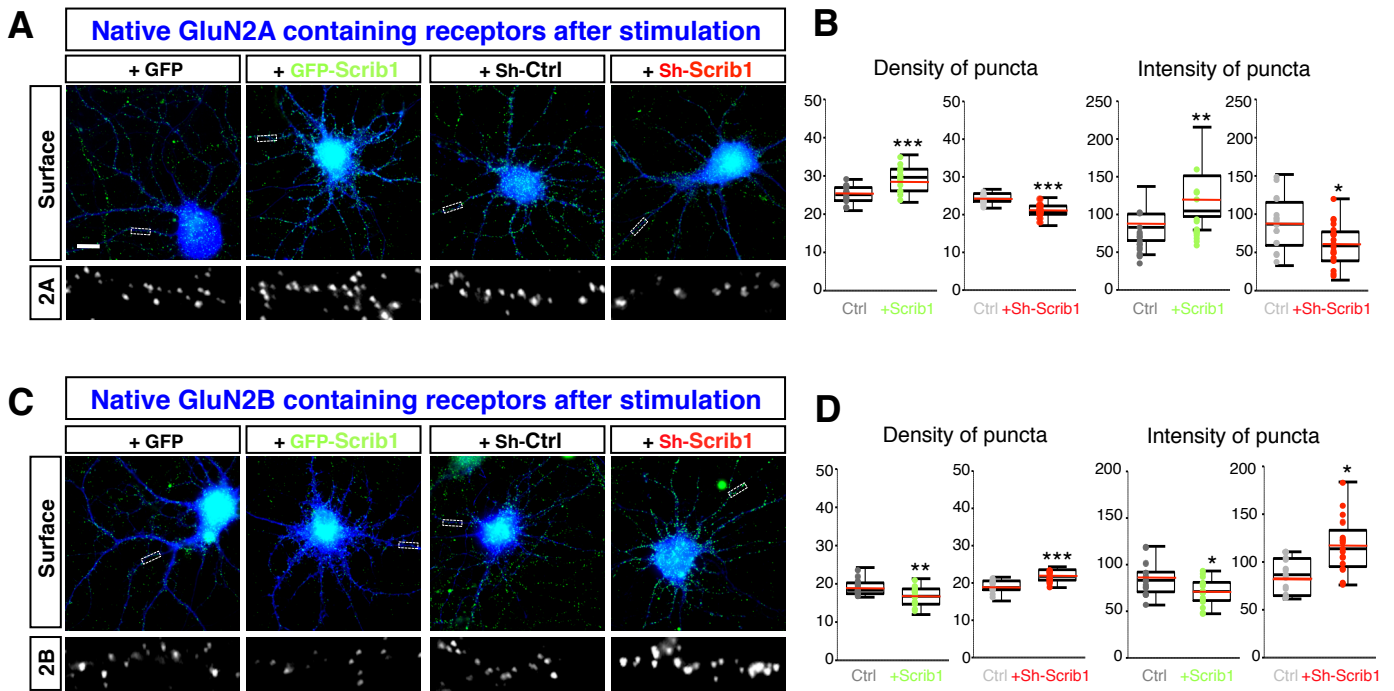 A
Native GluN2A containing receptors after stimulation
+ GFP
+ GFP-Scrib1
+ Sh-Ctrl
+ Sh-Scrib1
Surface
2A
B
Density of puncta
Intensity of puncta
50
40
30
20
10
0
***
Ctrl
+Scrib1
50
40
30
20
10
0
***
Ctrl +Sh-Scrib1
250
200
150
100
50
0
**
Ctrl
+Scrib1
250
200
150
100
50
0
*
Ctrl +Sh-Scrib1
C
Native GluN2B containing receptors after stimulation
+ GFP
+ GFP-Scrib1
+ Sh-Ctrl
+ Sh-Scrib1
Surface
2B
D
Density of puncta
Intensity of puncta
50
40
30
20
10
0
**
Ctrl
+Scrib1
50
40
30
20
10
0
***
Ctrl +Sh-Scrib1
200
150
100
50
0
*
Ctrl
+Scrib1
200
150
100
50
0
*
Ctrl +Sh-Scrib1